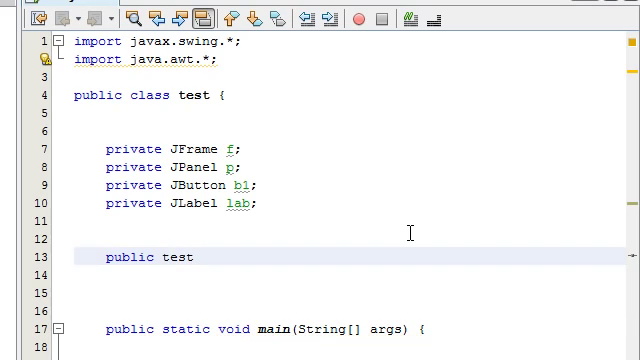 1 import javax.swing.*;
import java.awt.*;
3
4 public class test {
5
6
7 private JFrame f;
8 private JPanel p;
9 private JButton b1;
10 private JLabel lab;
11
12
13 public test
14
15
16
17 public static void main(String[] args) {
18